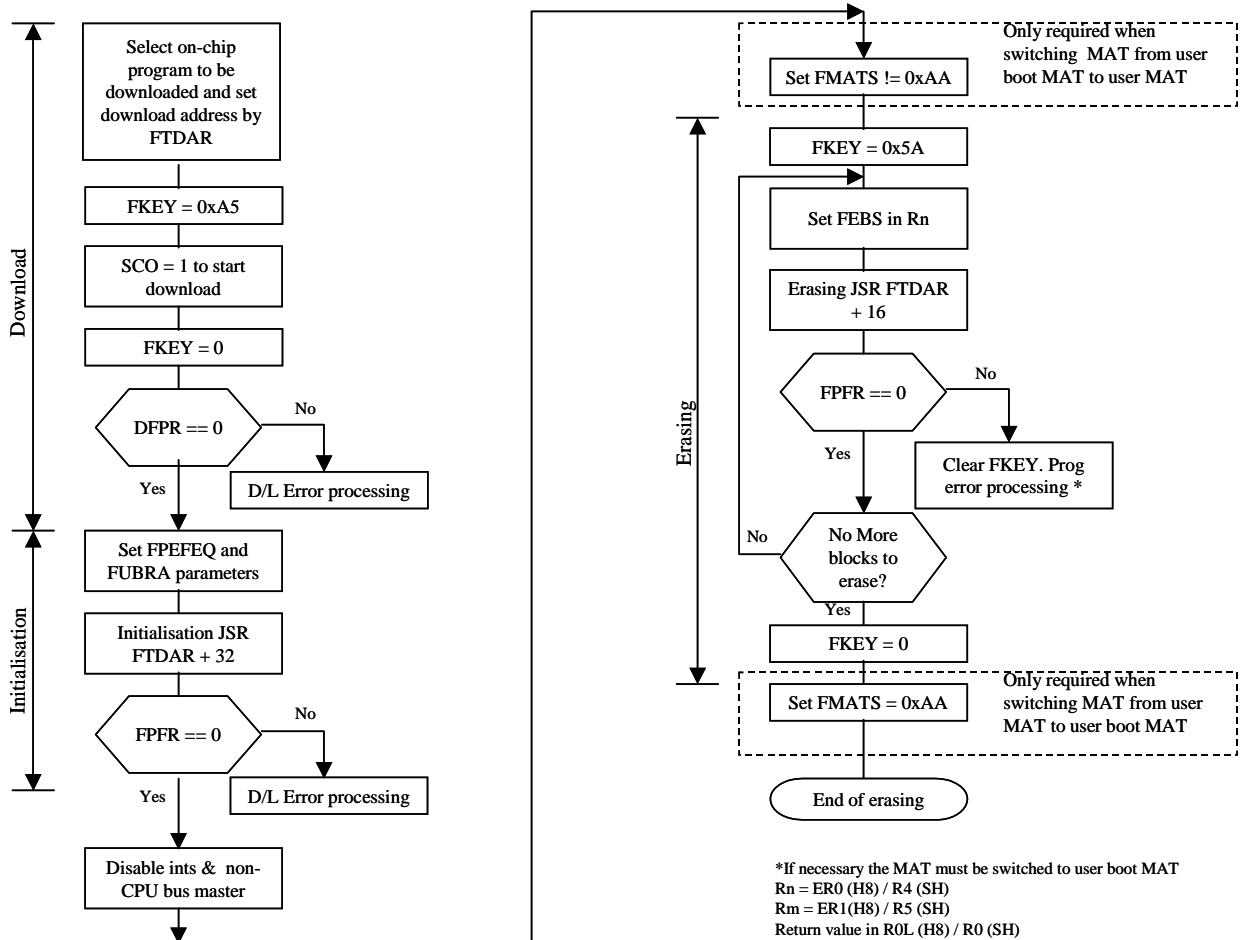 Download
Select on-chip
program to be
downloaded and set
download address by
FTDAR
FKEY = 0xA5
SCO = 1 to start
download
FKEY = 0
DFPR == 0
No
Yes
D/L Error processing
Initialisation
Set FPEFEQ and
FUBRA parameters
Initialisation JSR
FTDAR + 32
FPFR == 0
No
Yes
D/L Error processing
Disable ints & non-
CPU bus master
Set FMATS != 0xAA
Only required when
switching MAT from user
boot MAT to user MAT
Erasing
FKEY = 0x5A
Set FEBS in Rn
Erasing JSR FTDAR
+ 16
FPFR == 0
No
Yes
Clear FKEY. Prog
error processing *
No More
blocks to
erase?
No
Yes
FKEY = 0
Set FMATS = 0xAA
Only required when
switching MAT from user
MAT to user boot MAT
End of erasing
*If necessary the MAT must be switched to user boot MAT
Rn = ER0 (H8) / R4 (SH)
Rm = ER1(H8) / R5 (SH)
Return value in R0L (H8) / R0 (SH)